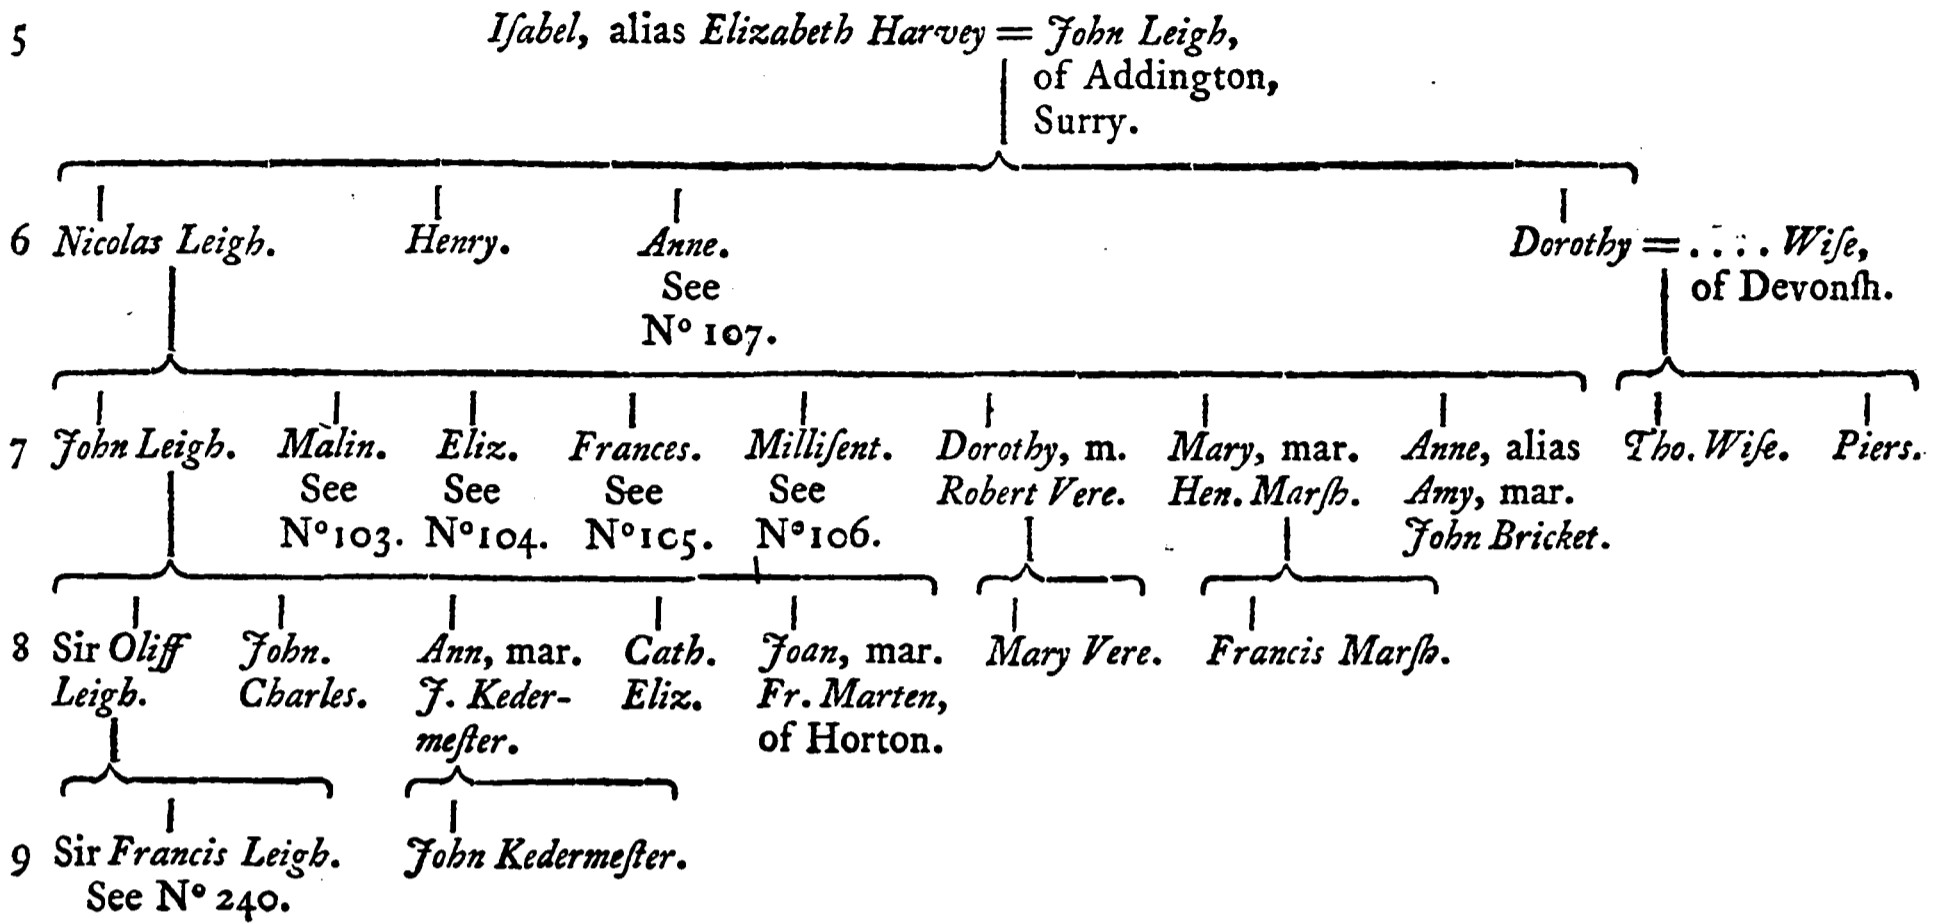 5 Iſabel, alias Elizabeth Harvey = John Leigh,
of Addington,
Surry.
6 Nicolas Leigh. Henry. Anne. Dorothy = .... Wiſe,
See of Devonſh.
Nº 107.
7 John Leigh. Màlin. Eliz. Frances. Milliſent. Dorothy, m. Mary, mar. Anne, alias Tho. Wiſe. Piers.
See See See See Robert Vere. Hen. Marſh. Amy, mar.
Nº 103. Nº 104. Nº 105. Nº 106. John Bricket.
8 Sir Oliff John. Ann, mar. Cath. Joan, mar. Mary Vere. Francis Marſh.
Leigh. Charles. J. Keder- Eliz. Fr. Marten,
meſter. of Horton.
9 Sir Francis Leigh. John Kedermeſter.
See Nº 240.